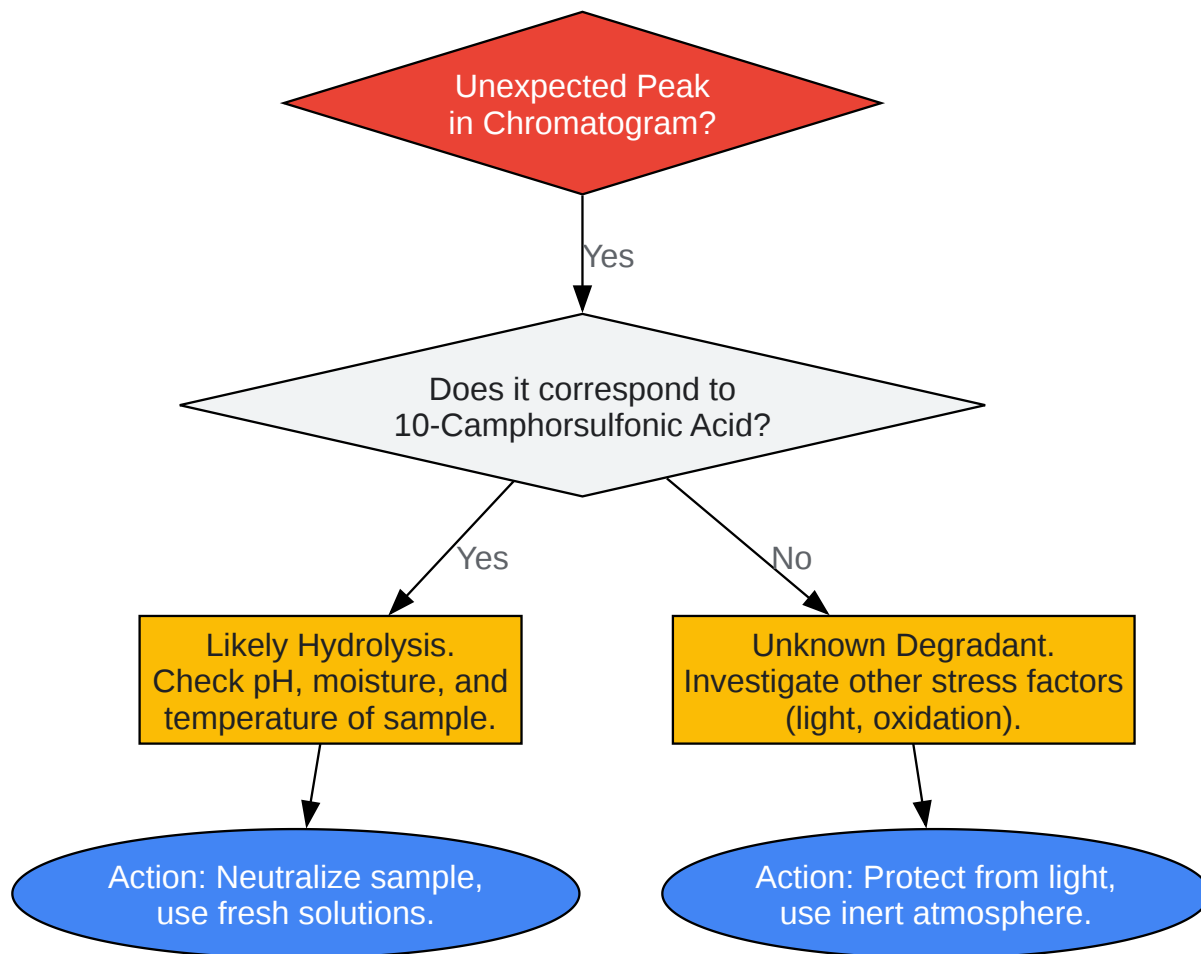 Unexpected Peak
in Chromatogram?
Yes
Does it correspond to
10-Camphorsulfonic Acid?
Yes
No
Likely Hydrolysis.
Check pH, moisture, and
temperature of sample.
Unknown Degradant.
Investigate other stress factors
(light, oxidation).
Action: Neutralize sample,
use fresh solutions.
Action: Protect from light,
use inert atmosphere.